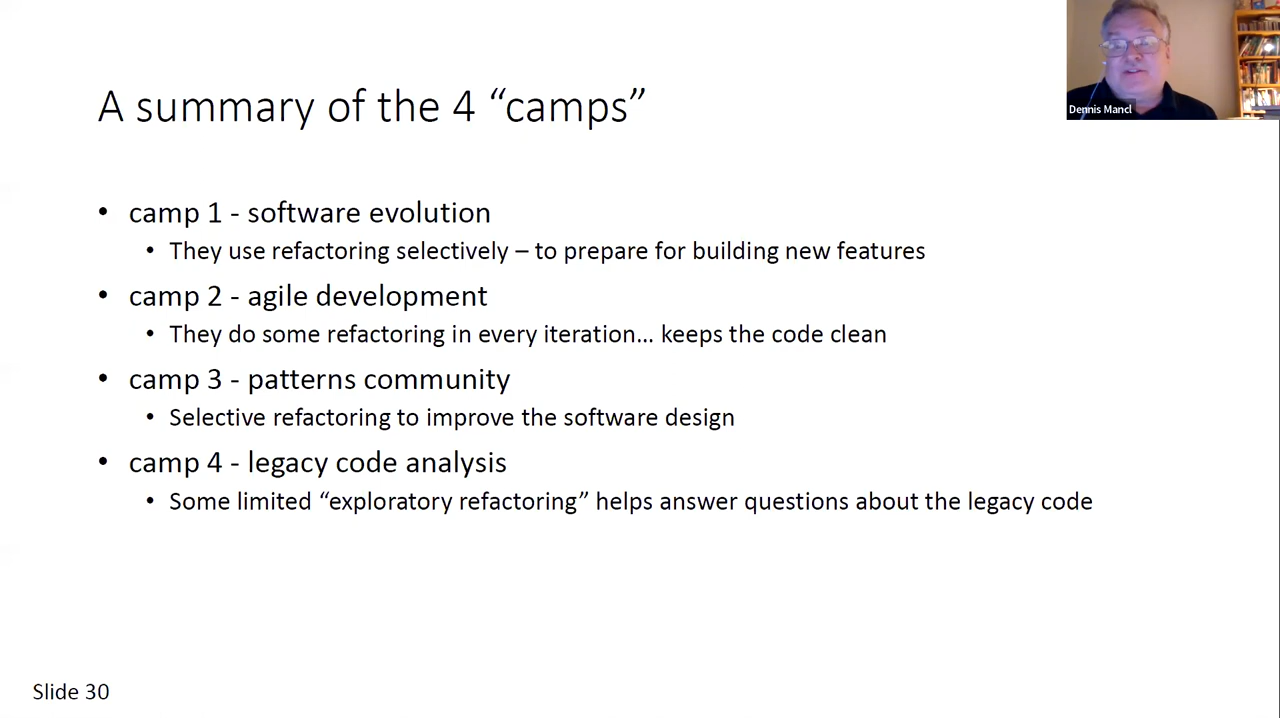 A summary of the 4 “camps”
Dennis Mancl
• camp 1 - software evolution
• They use refactoring selectively – to prepare for building new features
• camp 2 - agile development
• They do some refactoring in every iteration... keeps the code clean
• camp 3 - patterns community
• Selective refactoring to improve the software design
• camp 4 - legacy code analysis
• Some limited “exploratory refactoring” helps answer questions about the legacy code
Slide 30